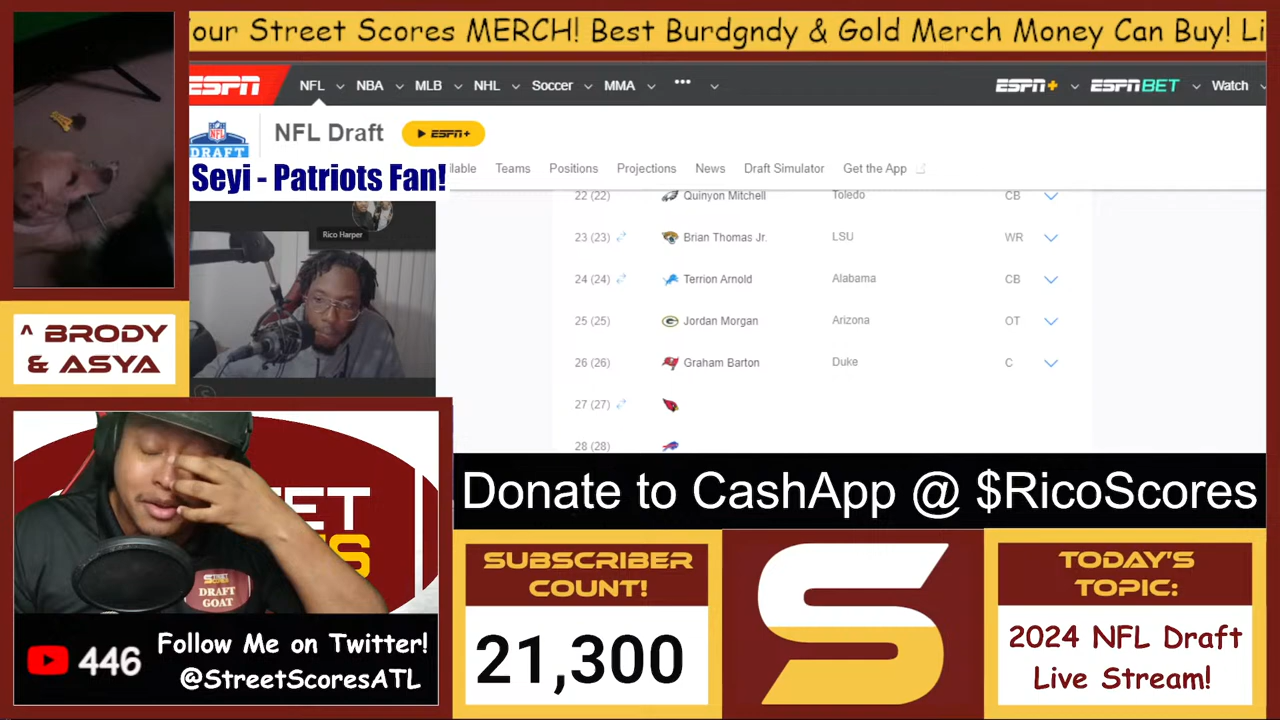 Your Street Scores MERCH! Best Burdgndy & Gold Merch Money Can Buy! Li
ESPN NFL NBA MLB NHL Soccer MMA ••• ESPN+ ESPN BET Watch
NFL
DRAFT
NFL Draft
ESPN+
ilable Teams Positions Projections News Draft Simulator Get the App
Seyi - Patriots Fan!
Rico Harper
22 (22) Quinyon Mitchell Toledo CB
23 (23) Brian Thomas Jr. LSU WR
24 (24) Terrion Arnold Alabama CB
25 (25) Jordan Morgan Arizona OT
26 (26) Graham Barton Duke C
27 (27)
28 (28)
^ BRODY
& ASYA
DRAFT
GOAT
446
Follow Me on Twitter!
@StreetScoresATL
Donate to CashApp @ $RicoScores
SUBSCRIBER
COUNT!
21,300
S
TODAY'S
TOPIC:
2024 NFL Draft
Live Stream!